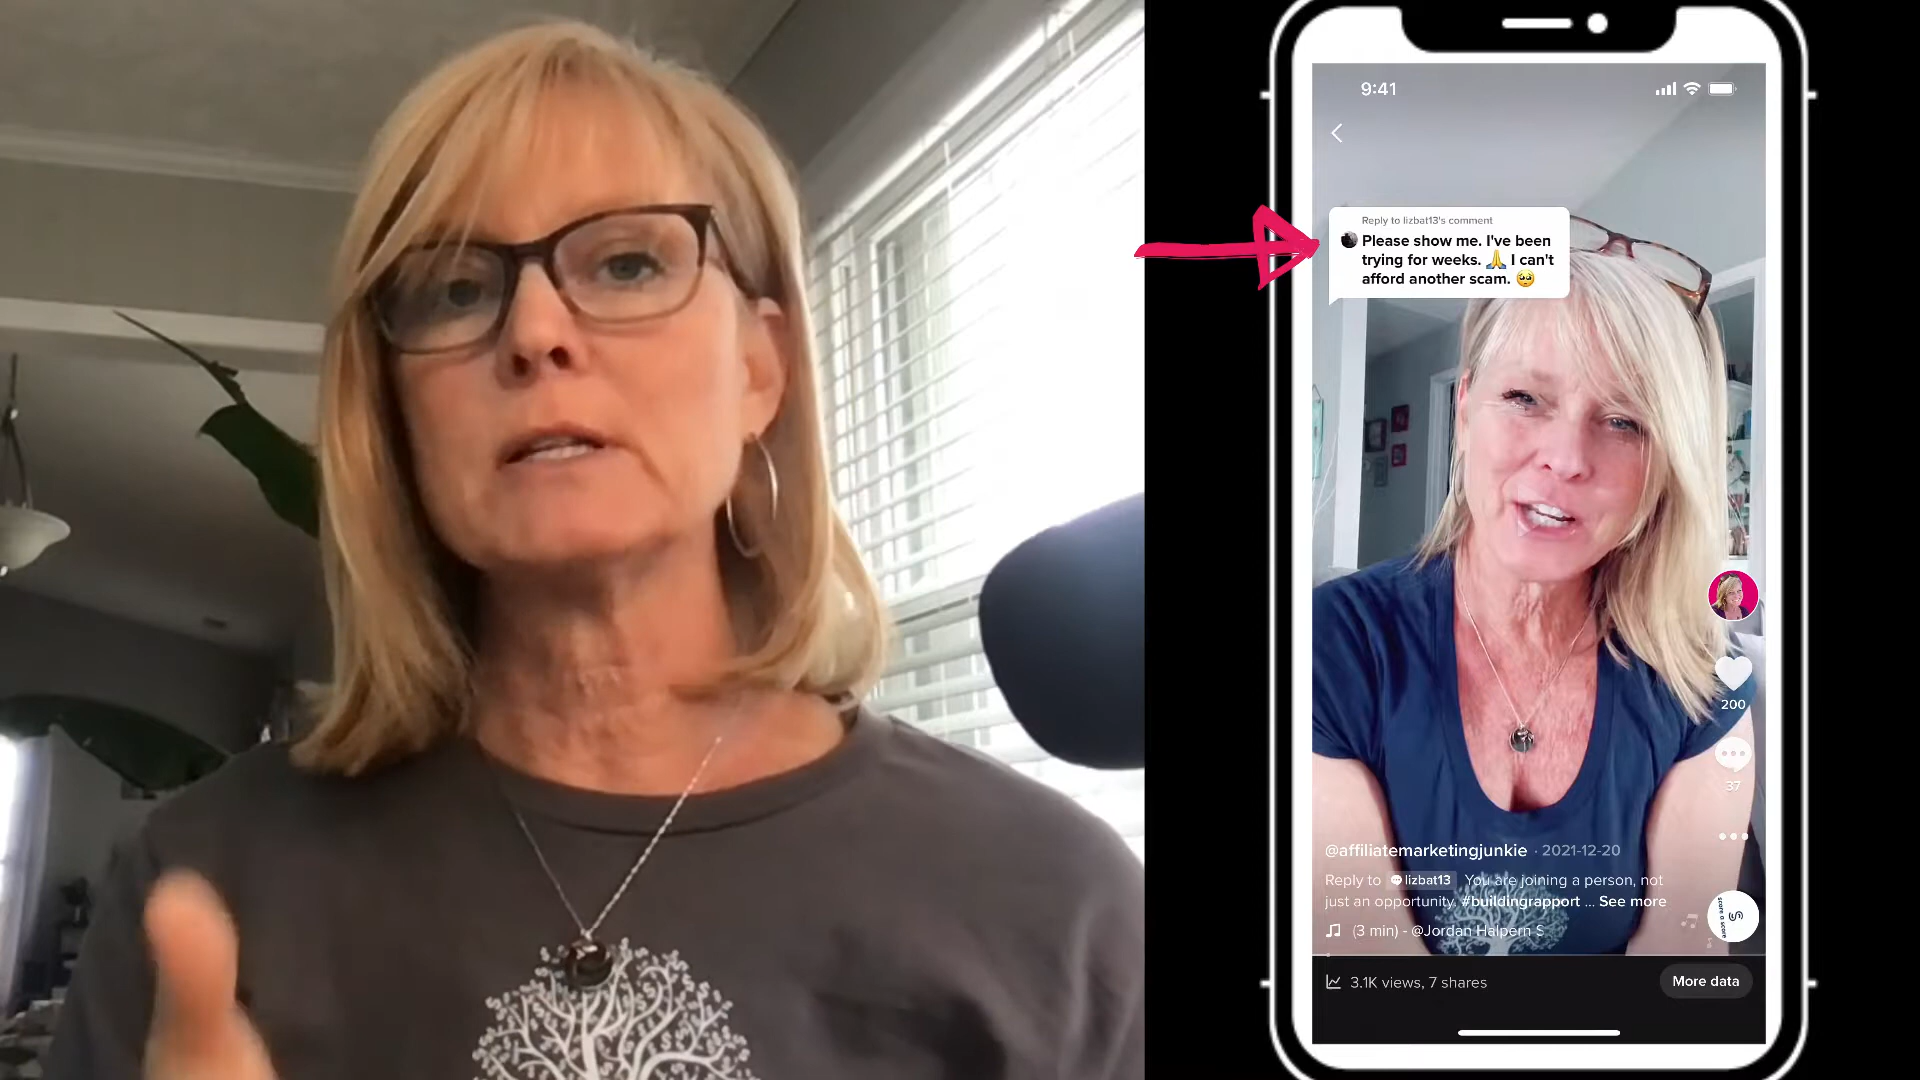 9:41
Reply to lizbat13's comment
Please show me. I've been
trying for weeks. 🙏 I can't
afford another scam. 🥺
200
37
@affiliatemarketingjunkie · 2021-12-20
Reply to 💬 lizbat13 You are joining a person, not
just an opportunity. #buildingrapport ... See more
(3 min) - @Jordan Halpern S
3.1K views, 7 shares
More data